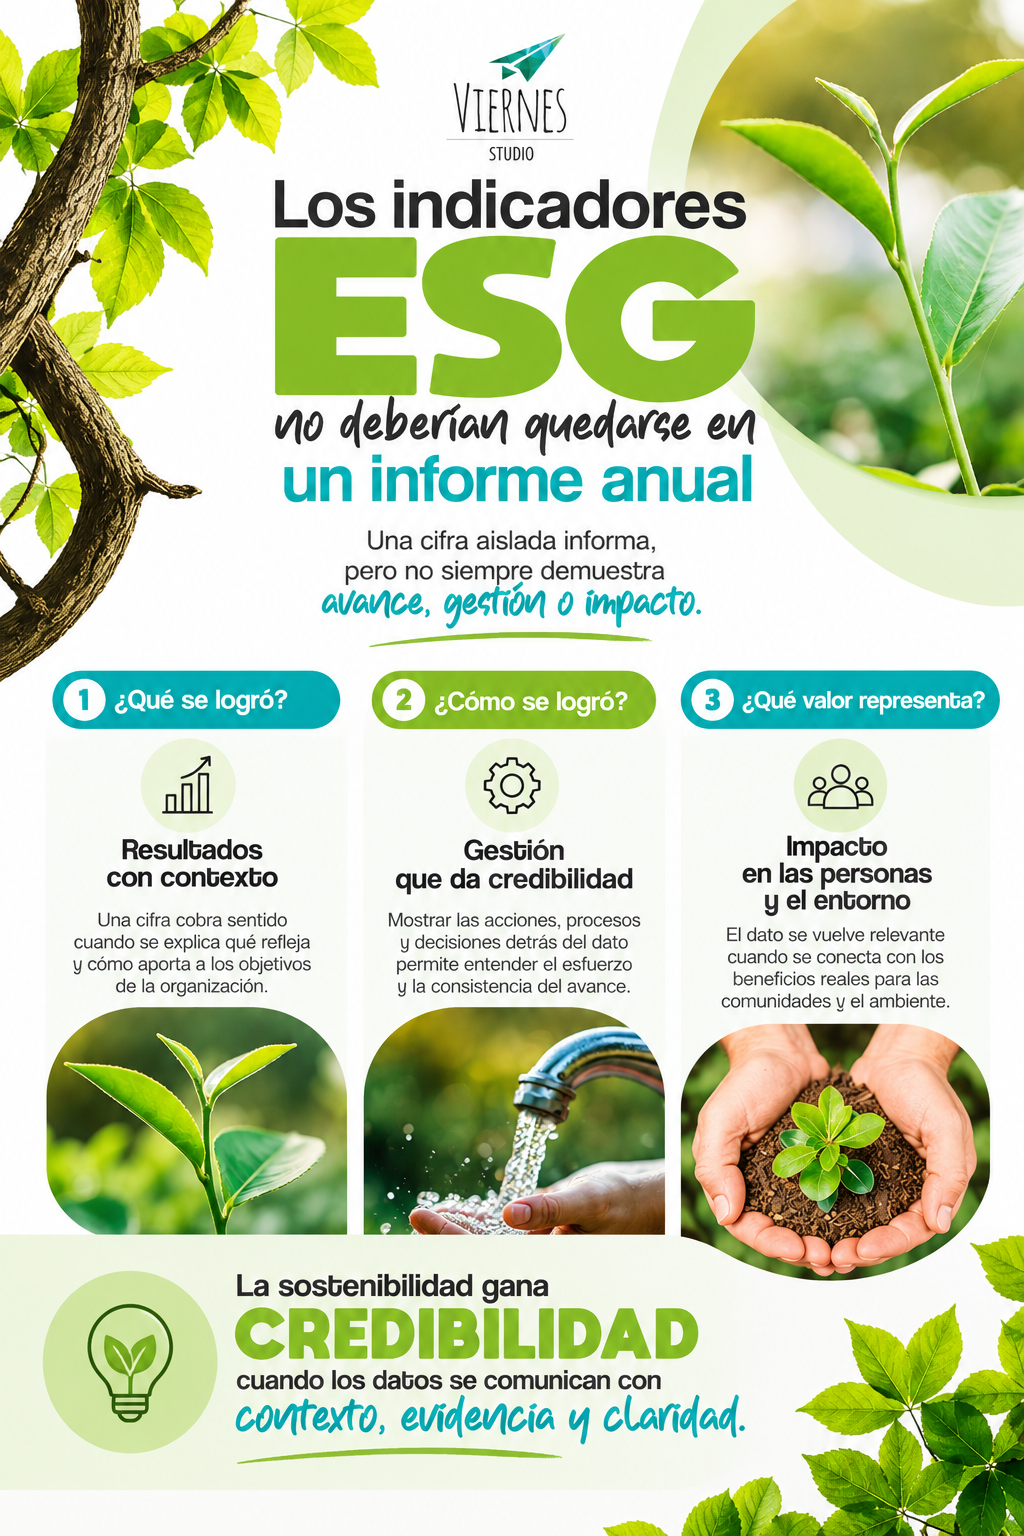 VIERNES
STUDIO
Los indicadores
ESG
no deberían quedarse en
un informe anual
Una cifra aislada informa,
pero no siempre demuestra
avance, gestión o impacto.
1 ¿Qué se logró?
Resultados
con contexto
Una cifra cobra sentido
cuando se explica qué refleja
y cómo aporta a los objetivos
de la organización.
2 ¿Cómo se logró?
Gestión
que da credibilidad
Mostrar las acciones, procesos
y decisiones detrás del dato
permite entender el esfuerzo
y la consistencia del avance.
3 ¿Qué valor representa?
Impacto
en las personas
y el entorno
El dato se vuelve relevante
cuando se conecta con los
beneficios reales para las
comunidades y el ambiente.
La sostenibilidad gana
CREDIBILIDAD
cuando los datos se comunican con
contexto, evidencia y claridad.